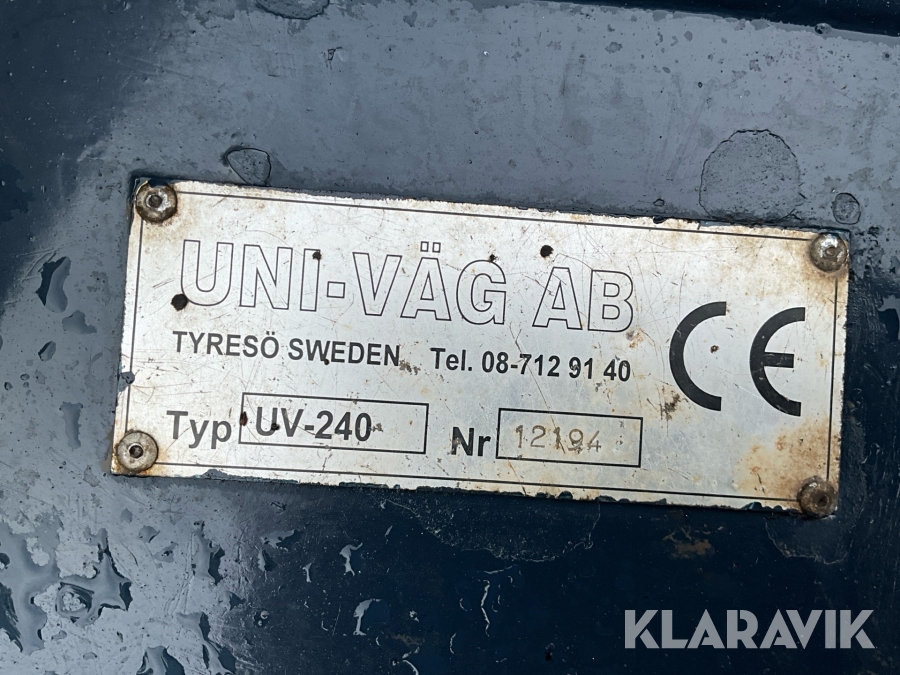 UNI-VÄG AB
TYRESÖ SWEDEN Tel. 08-712 91 40
CE
Typ UV-240 Nr 12194
KLARAVIK